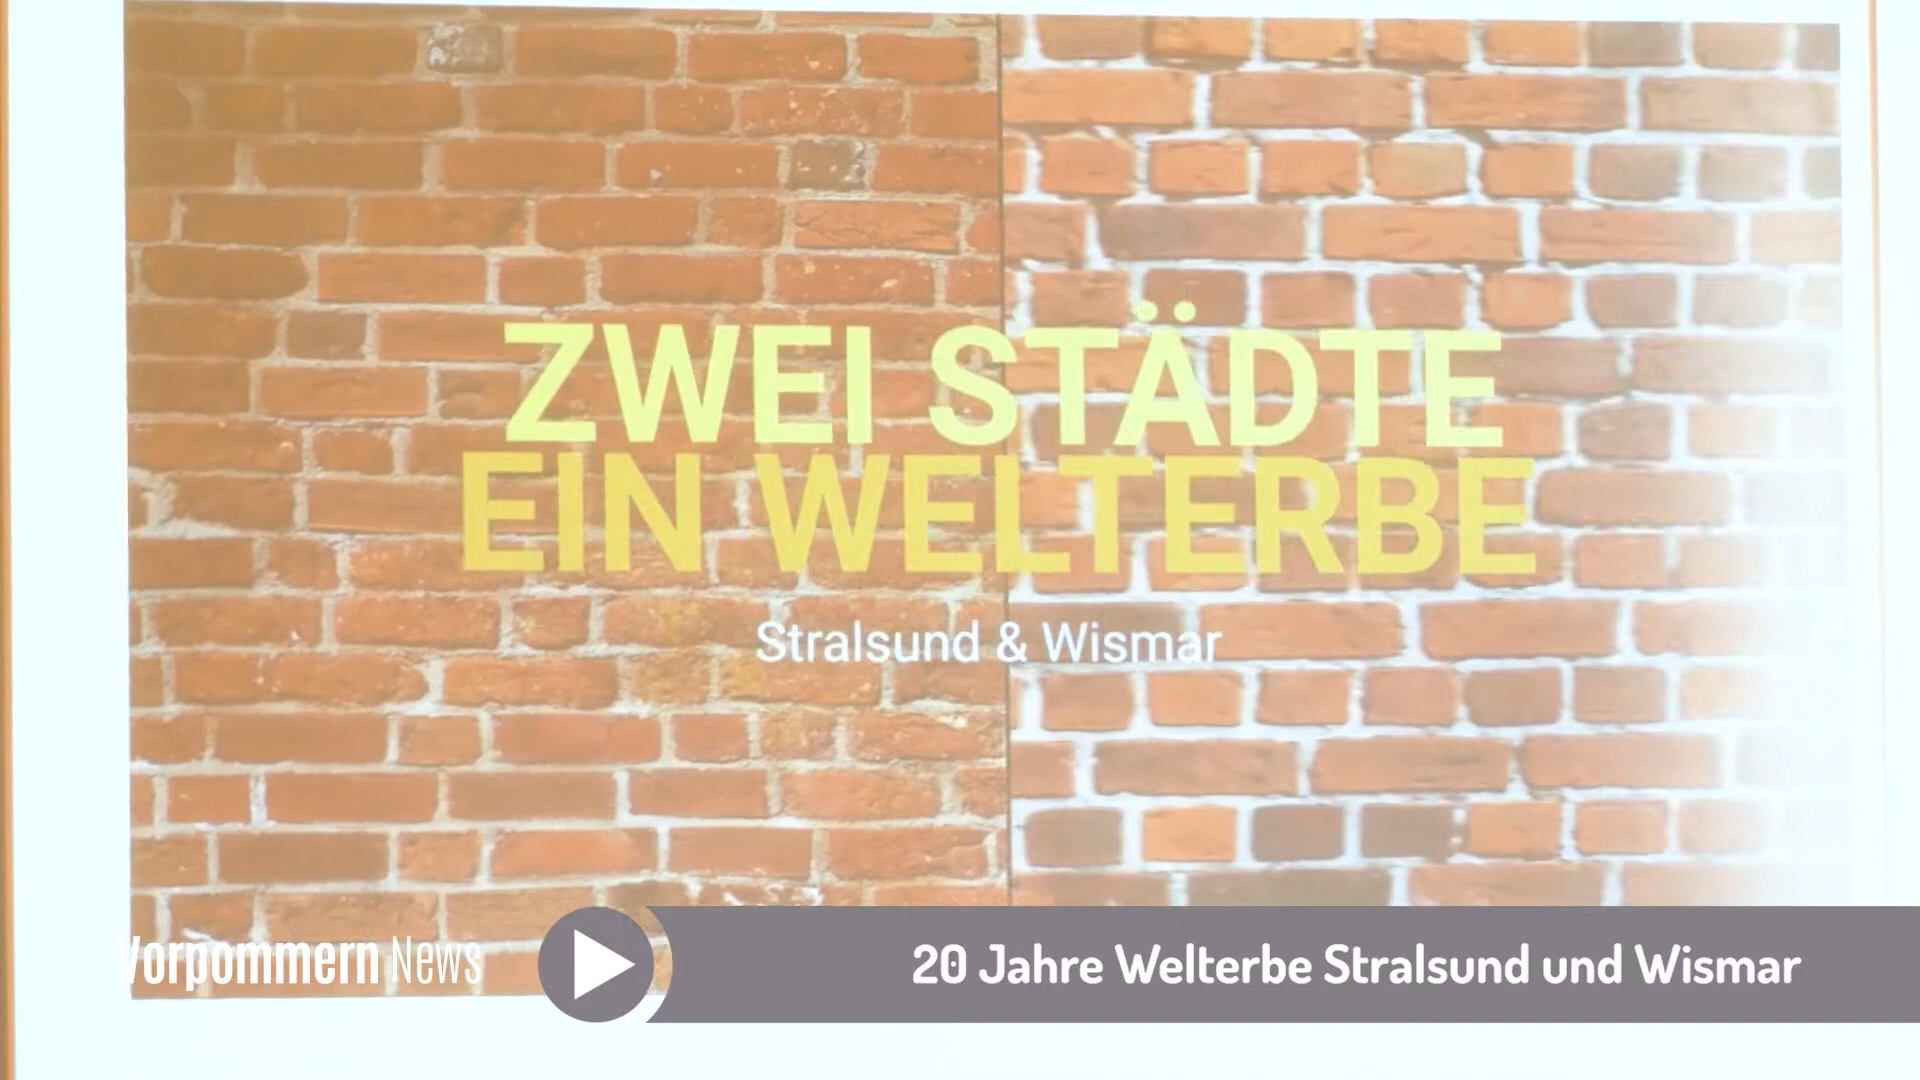 ZWEI STÄDTE
EIN WELTERBE
Stralsund & Wismar
Vorpommern News
20 Jahre Welterbe Stralsund und Wismar